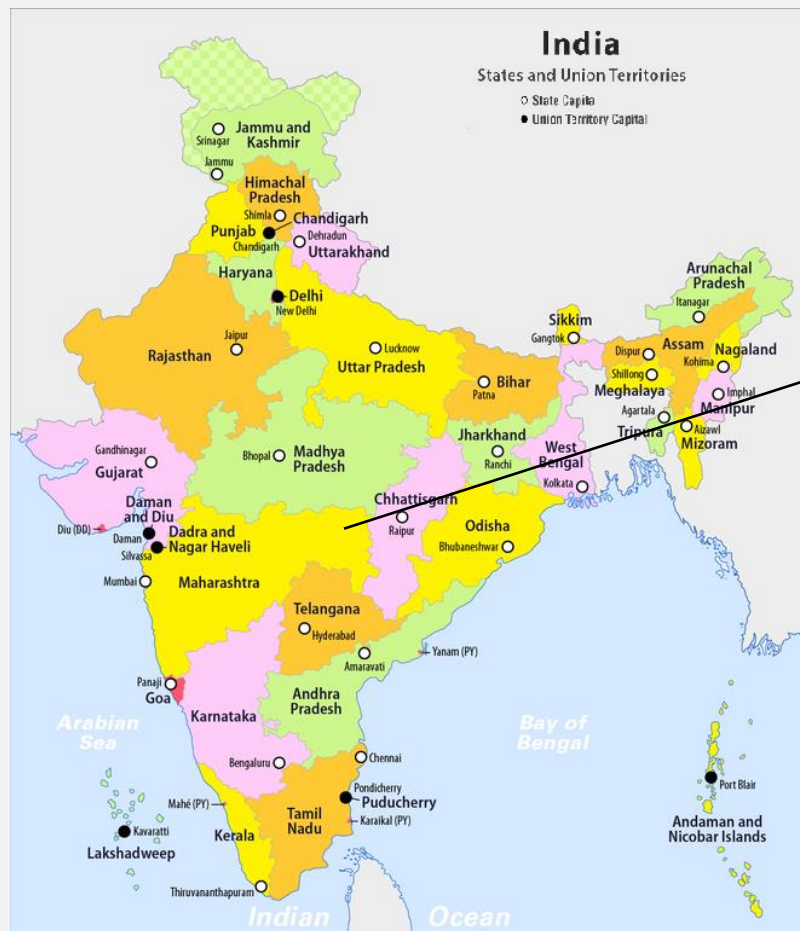 India
States and Union Territories
State Capita
Union Territory Capital
Jammu and
Kashmir
Srinagar
Jammu
Himachal
Pradesh
Shimla
Chandigarh
Punjab
Chandigarh
Dehradun
Uttarakhand
Haryana
Delhi
New Delhi
Arunachal
Pradesh
Itanagar
Sikkim
Gangtok
Jaipur
Rajasthan
Lucknow
Uttar Pradesh
Dispur
Assam
Nagaland
Kohima
Shillong
Meghalaya
Bihar
Patna
Imphal
Manipur
Agartala
Tripura
Aizawl
Mizoram
Gandhinagar
Gujarat
Bhopal
Madhya
Pradesh
Jharkhand
Ranchi
West
Bengal
Kolkata
Daman
and Diu
Diu (DD)
Daman
Silvassa
Dadra and
Nagar Haveli
Chhattisgarh
Raipur
Odisha
Bhubaneshwar
Mumbai
Maharashtra
Telangana
Hyderabad
Amaravati
Yanam (PY)
Panaji
Goa
Karnataka
Andhra
Pradesh
Arabian
Sea
Bay of
Bengal
Bengaluru
Chennai
Pondicherry
Puducherry
Mahé (PY)
Karaikal (PY)
Tamil
Nadu
Kerala
Kavaratti
Lakshadweep
Port Blair
Andaman and
Nicobar Islands
Thiruvananthapuram
Indian Ocean